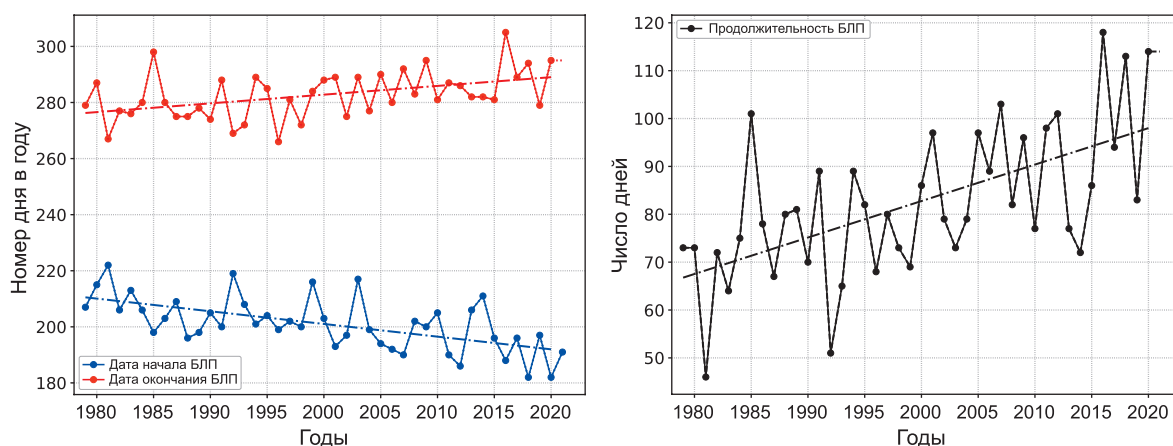 Номер дня в году
300
280
260
240
220
200
180
Дата начала БЛП
Дата окончания БЛП
1980 1985 1990 1995 2000 2005 2010 2015 2020
Годы
Число дней
120
110
100
90
80
70
60
50
Продолжительность БЛП
1980 1985 1990 1995 2000 2005 2010 2015 2020
Годы